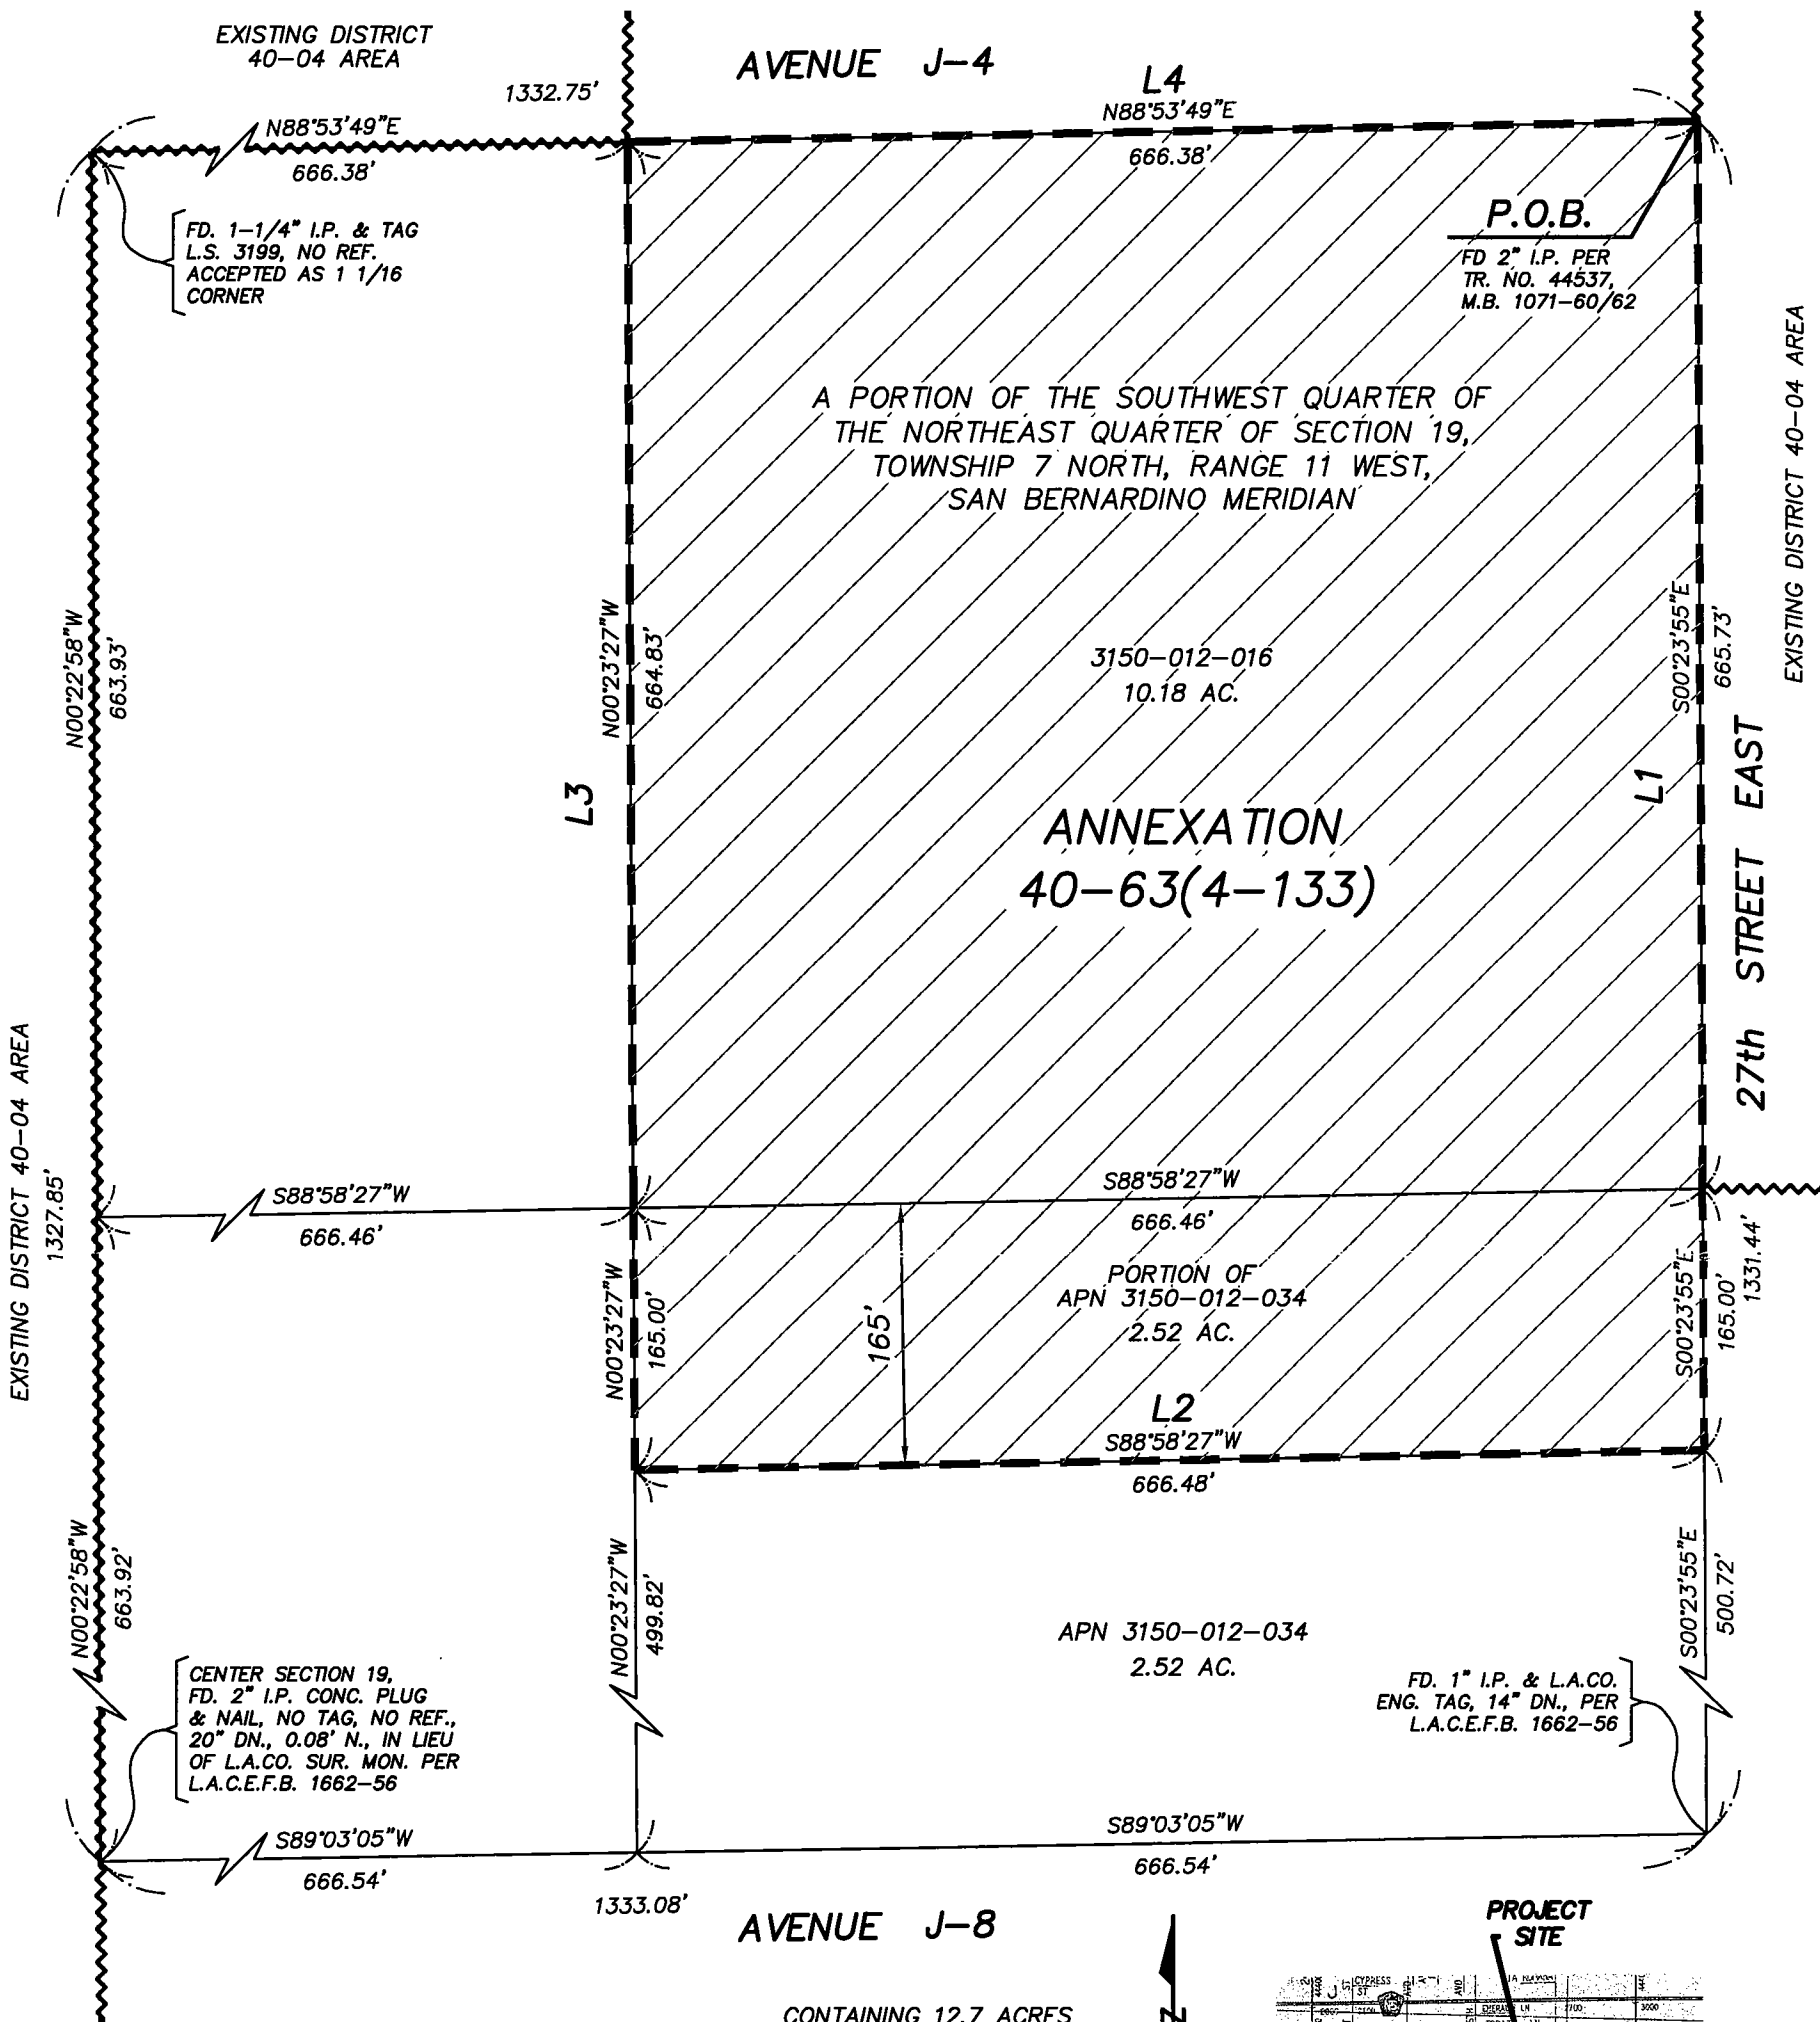 EXISTING DISTRICT
40-04 AREA
1332.75'
AVENUE J-4
L4
N88°53'49"E
666.38'
N88°53'49"E
666.38'
FD. 1-1/4" I.P. & TAG
L.S. 3199, NO REF.
ACCEPTED AS 1 1/16
CORNER
P.O.B.
FD 2" I.P. PER
TR. NO. 44537,
M.B. 1071-60/62
EXISTING DISTRICT 40-04 AREA
A PORTION OF THE SOUTHWEST QUARTER OF
THE NORTHEAST QUARTER OF SECTION 19,
TOWNSHIP 7 NORTH, RANGE 11 WEST,
SAN BERNARDINO MERIDIAN
N00°22'58"W
663.93'
N00°23'27"W
664.83'
3150-012-016
10.18 AC.
S00°23'55"E
665.73'
L3
L1
ANNEXATION
40-63(4-133)
27th STREET EAST
EXISTING DISTRICT 40-04 AREA
1327.85'
S88°58'27"W
666.46'
S88°58'27"W
666.46'
N00°23'27"W
165.00'
165'
PORTION OF
APN 3150-012-034
2.52 AC.
S00°23'55"E
165.00'
1331.44'
L2
S88°58'27"W
666.48'
N00°22'58"W
663.92'
N00°23'27"W
499.82'
APN 3150-012-034
2.52 AC.
S00°23'55"E
500.72'
CENTER SECTION 19,
FD. 2" I.P. CONC. PLUG
& NAIL, NO TAG, NO REF.,
20" DN., 0.08' N., IN LIEU
OF L.A.CO. SUR. MON. PER
L.A.C.E.F.B. 1662-56
FD. 1" I.P. & L.A.CO.
ENG. TAG, 14" DN., PER
L.A.C.E.F.B. 1662-56
S89°03'05"W
666.54'
S89°03'05"W
666.54'
1333.08'
AVENUE J-8
PROJECT
SITE
CONTAINING 12.7 ACRES
CYPRESS
ST
J
AVD
LN
3000